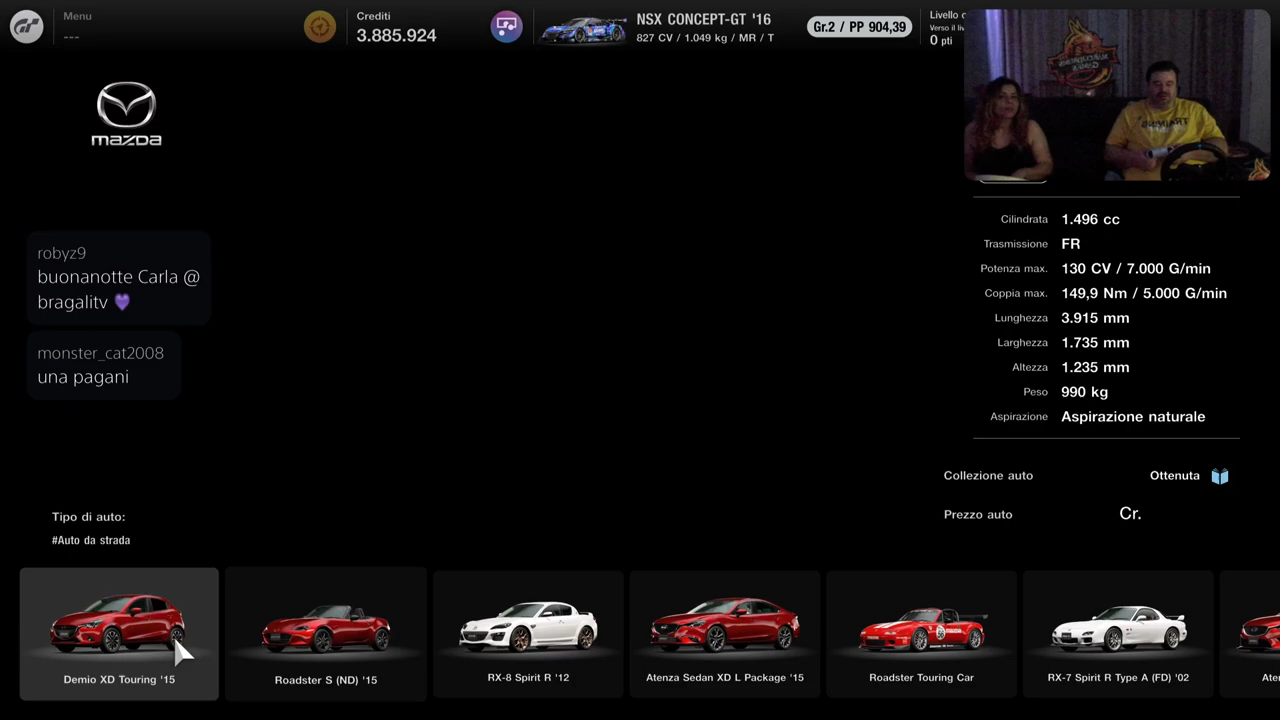 GT
Menu
---
Crediti
3.885.924
NSX CONCEPT-GT '16
827 CV / 1.049 kg / MR / T
Gr.2 / PP 904,39
Livello
Verso il liv
0 pti
mazda
robyz9
buonanotte Carla @
bragalitv 💜
monster_cat2008
una pagani
Cilindrata 1.496 cc
Trasmissione FR
Potenza max. 130 CV / 7.000 G/min
Coppia max. 149,9 Nm / 5.000 G/min
Lunghezza 3.915 mm
Larghezza 1.735 mm
Altezza 1.235 mm
Peso 990 kg
Aspirazione Aspirazione naturale
Collezione auto Ottenuta
Prezzo auto Cr.
Tipo di auto:
#Auto da strada
Demio XD Touring '15
Roadster S (ND) '15
RX-8 Spirit R '12
Atenza Sedan XD L Package '15
Roadster Touring Car
RX-7 Spirit R Type A (FD) '02
Ate